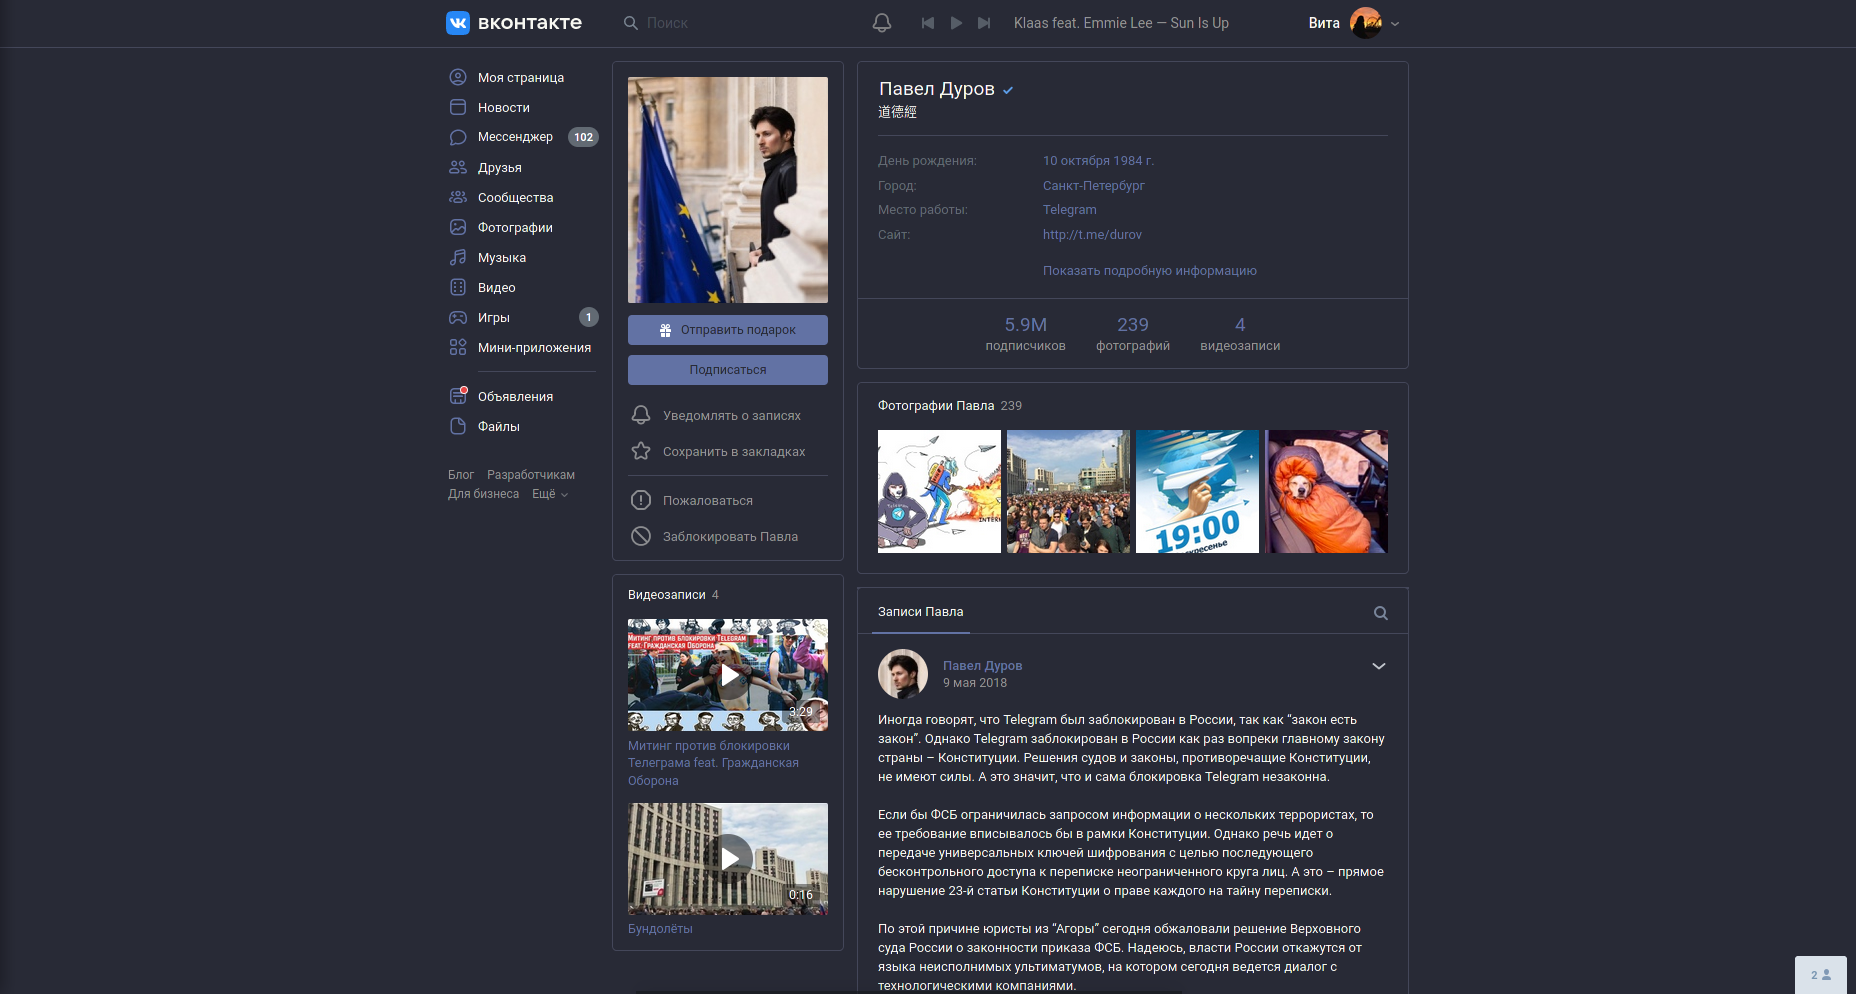 вконтакте
Поиск
Klaas feat. Emmie Lee — Sun Is Up
Вита
Моя страница
Новости
Мессенджер 102
Друзья
Сообщества
Фотографии
Музыка
Видео
Игры 1
Мини-приложения
Объявления
Файлы
Блог Разработчикам
Для бизнеса Ещё
Отправить подарок
Подписаться
Уведомлять о записях
Сохранить в закладках
Пожаловаться
Заблокировать Павла
Видеозаписи 4
Митинг против блокировки Telegram
feat. Гражданская Оборона
3:29
Митинг против блокировки
Телеграма feat. Гражданская
Оборона
0:16
Бундолёты
Павел Дуров
道德經
День рождения: 10 октября 1984 г.
Город: Санкт-Петербург
Место работы: Telegram
Сайт: http://t.me/durov
Показать подробную информацию
5.9M 239 4
подписчиков фотографий видеозаписи
Фотографии Павла 239
Telegram
INTERN
19:00
скресенье
Записи Павла
Павел Дуров
9 мая 2018
Иногда говорят, что Telegram был заблокирован в России, так как “закон есть
закон”. Однако Telegram заблокирован в России как раз вопреки главному закону
страны – Конституции. Решения судов и законы, противоречащие Конституции,
не имеют силы. А это значит, что и сама блокировка Telegram незаконна.
Если бы ФСБ ограничилась запросом информации о нескольких террористах, то
ее требование вписывалось бы в рамки Конституции. Однако речь идет о
передаче универсальных ключей шифрования с целью последующего
бесконтрольного доступа к переписке неограниченного круга лиц. А это – прямое
нарушение 23-й статьи Конституции о праве каждого на тайну переписки.
По этой причине юристы из “Агоры” сегодня обжаловали решение Верховного
суда России о законности приказа ФСБ. Надеюсь, власти России откажутся от
языка неисполнимых ультиматумов, на котором сегодня ведется диалог с
технологическими компаниями.
2